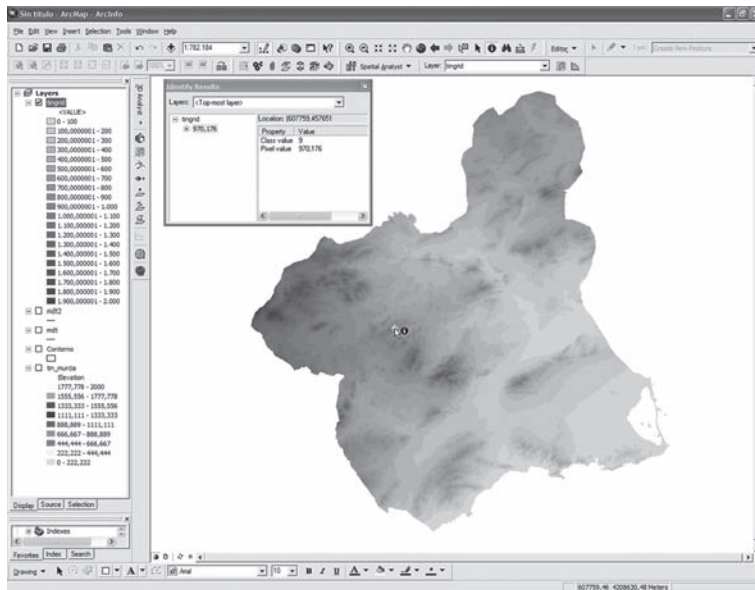 Sin titulo - ArcMap - ArcInfo
File Edit View Insert Selection Tools Window Help
1:782.184
Editor
Task: Create New Feature
Spatial Analyst
Layer: tingrid
Layers
tingrid
<VALUE>
0 - 100
100,0000001 - 200
200,0000001 - 300
300,0000001 - 400
400,0000001 - 500
500,0000001 - 600
600,0000001 - 700
700,0000001 - 800
800,0000001 - 900
900,0000001 - 1.000
1.000,000001 - 1.100
1.100,000001 - 1.200
1.200,000001 - 1.300
1.300,000001 - 1.400
1.400,000001 - 1.500
1.500,000001 - 1.600
1.600,000001 - 1.700
1.700,000001 - 1.800
1.800,000001 - 1.900
1.900,000001 - 2.000
mdt2
mdt
Contorno
tin_murcia
Elevation
1777,778 - 2000
1555,556 - 1777,778
1333,333 - 1555,556
1111,111 - 1333,333
888,889 - 1111,111
666,667 - 888,889
444,444 - 666,667
222,222 - 444,444
0 - 222,222
Display Source Selection
Indexes
Favorites Index Search
3D Analyst
Identify Results
Layers: <Top-most layer>
tingrid
970,176
Location: (607759,457651
Property Value
Class value 9
Pixel value 970,176
Drawing
Arial
10
B I U
A
607759,46 4208630,48 Meters